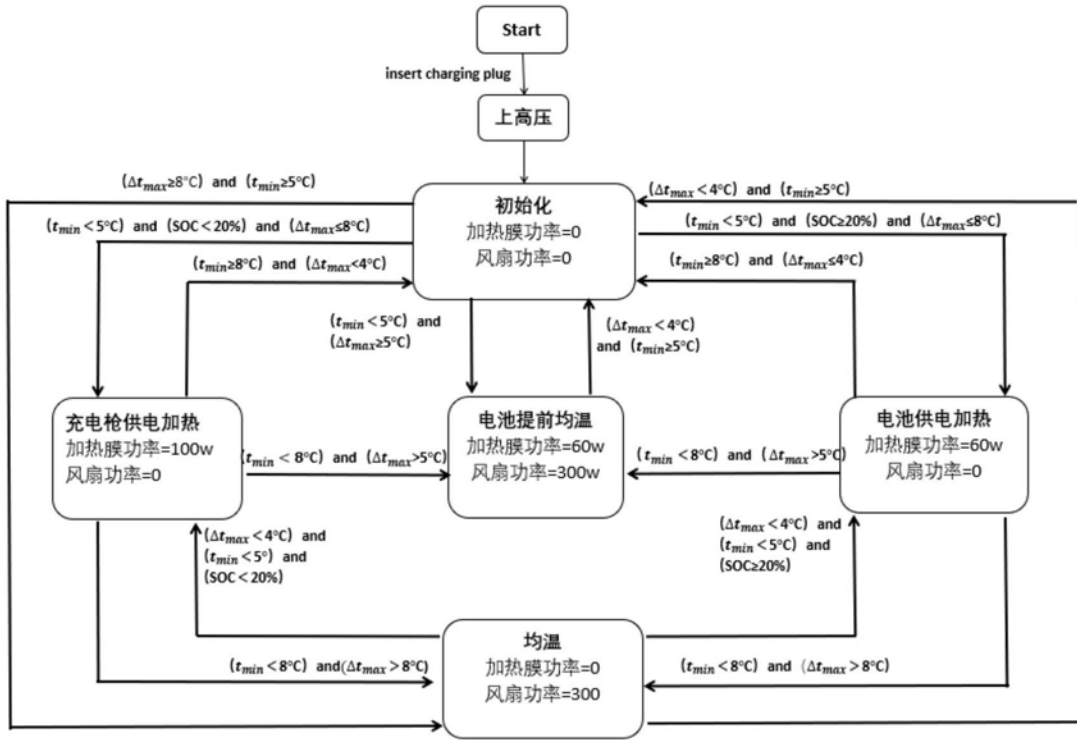 Start
insert charging plug
上高压
(Δt_max≥8℃) and (t_min≥5℃)
(Δt_max<4℃) and (t_min≥5℃)
初始化
加热膜功率=0
风扇功率=0
(t_min<5℃) and (SOC<20%) and (Δt_max≤8℃)
(t_min<5℃) and (SOC≥20%) and (Δt_max≤8℃)
(t_min≥8℃) and (Δt_max<4℃)
(t_min≥8℃) and (Δt_max≤4℃)
(t_min<5℃) and
(Δt_max≥5℃)
(Δt_max<4℃)
and (t_min≥5℃)
充电枪供电加热
加热膜功率=100w
风扇功率=0
(t_min<8℃) and (Δt_max>5℃)
电池提前均温
加热膜功率=60w
风扇功率=300w
(t_min<8℃) and (Δt_max>5℃)
电池供电加热
加热膜功率=60w
风扇功率=0
(Δt_max<4℃) and
(t_min<5°) and
(SOC<20%)
(Δt_max<4℃) and
(t_min<5℃) and
(SOC≥20%)
均温
加热膜功率=0
风扇功率=300
(t_min<8℃) and(Δt_max>8℃)
(t_min<8℃) and (Δt_max>8℃)